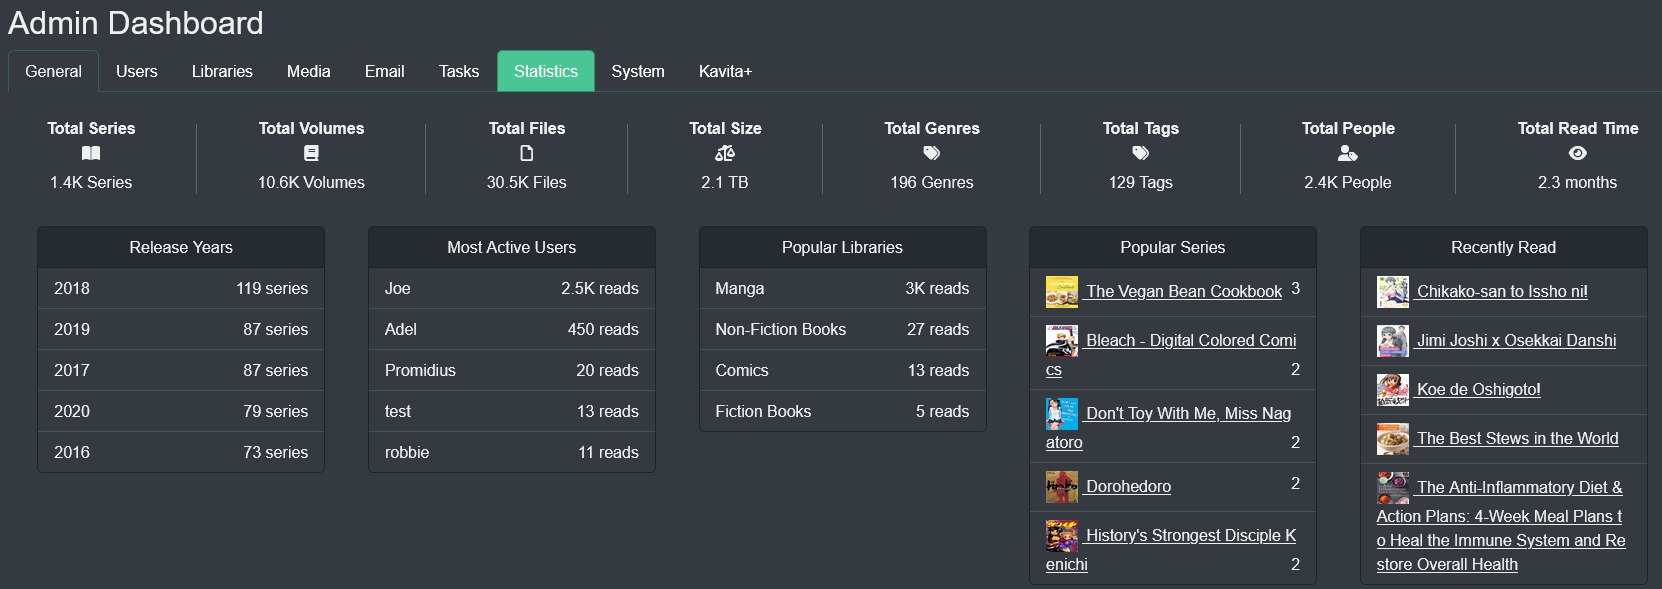 Admin Dashboard
General Users Libraries Media Email Tasks Statistics System Kavita+
Total Series
1.4K Series
Total Volumes
10.6K Volumes
Total Files
30.5K Files
Total Size
2.1 TB
Total Genres
196 Genres
Total Tags
129 Tags
Total People
2.4K People
Total Read Time
2.3 months
Release Years
2018 119 series
2019 87 series
2017 87 series
2020 79 series
2016 73 series
Most Active Users
Joe 2.5K reads
Adel 450 reads
Promidius 20 reads
test 13 reads
robbie 11 reads
Popular Libraries
Manga 3K reads
Non-Fiction Books 27 reads
Comics 13 reads
Fiction Books 5 reads
Popular Series
The Vegan Bean Cookbook 3
Bleach - Digital Colored Comi
cs 2
Don't Toy With Me, Miss Nag
atoro 2
Dorohedoro 2
History's Strongest Disciple K
enichi 2
Recently Read
Chikako-san to Issho ni!
Jimi Joshi x Osekkai Danshi
Koe de Oshigoto!
The Best Stews in the World
The Anti-Inflammatory Diet &
Action Plans: 4-Week Meal Plans t
o Heal the Immune System and Re
store Overall Health